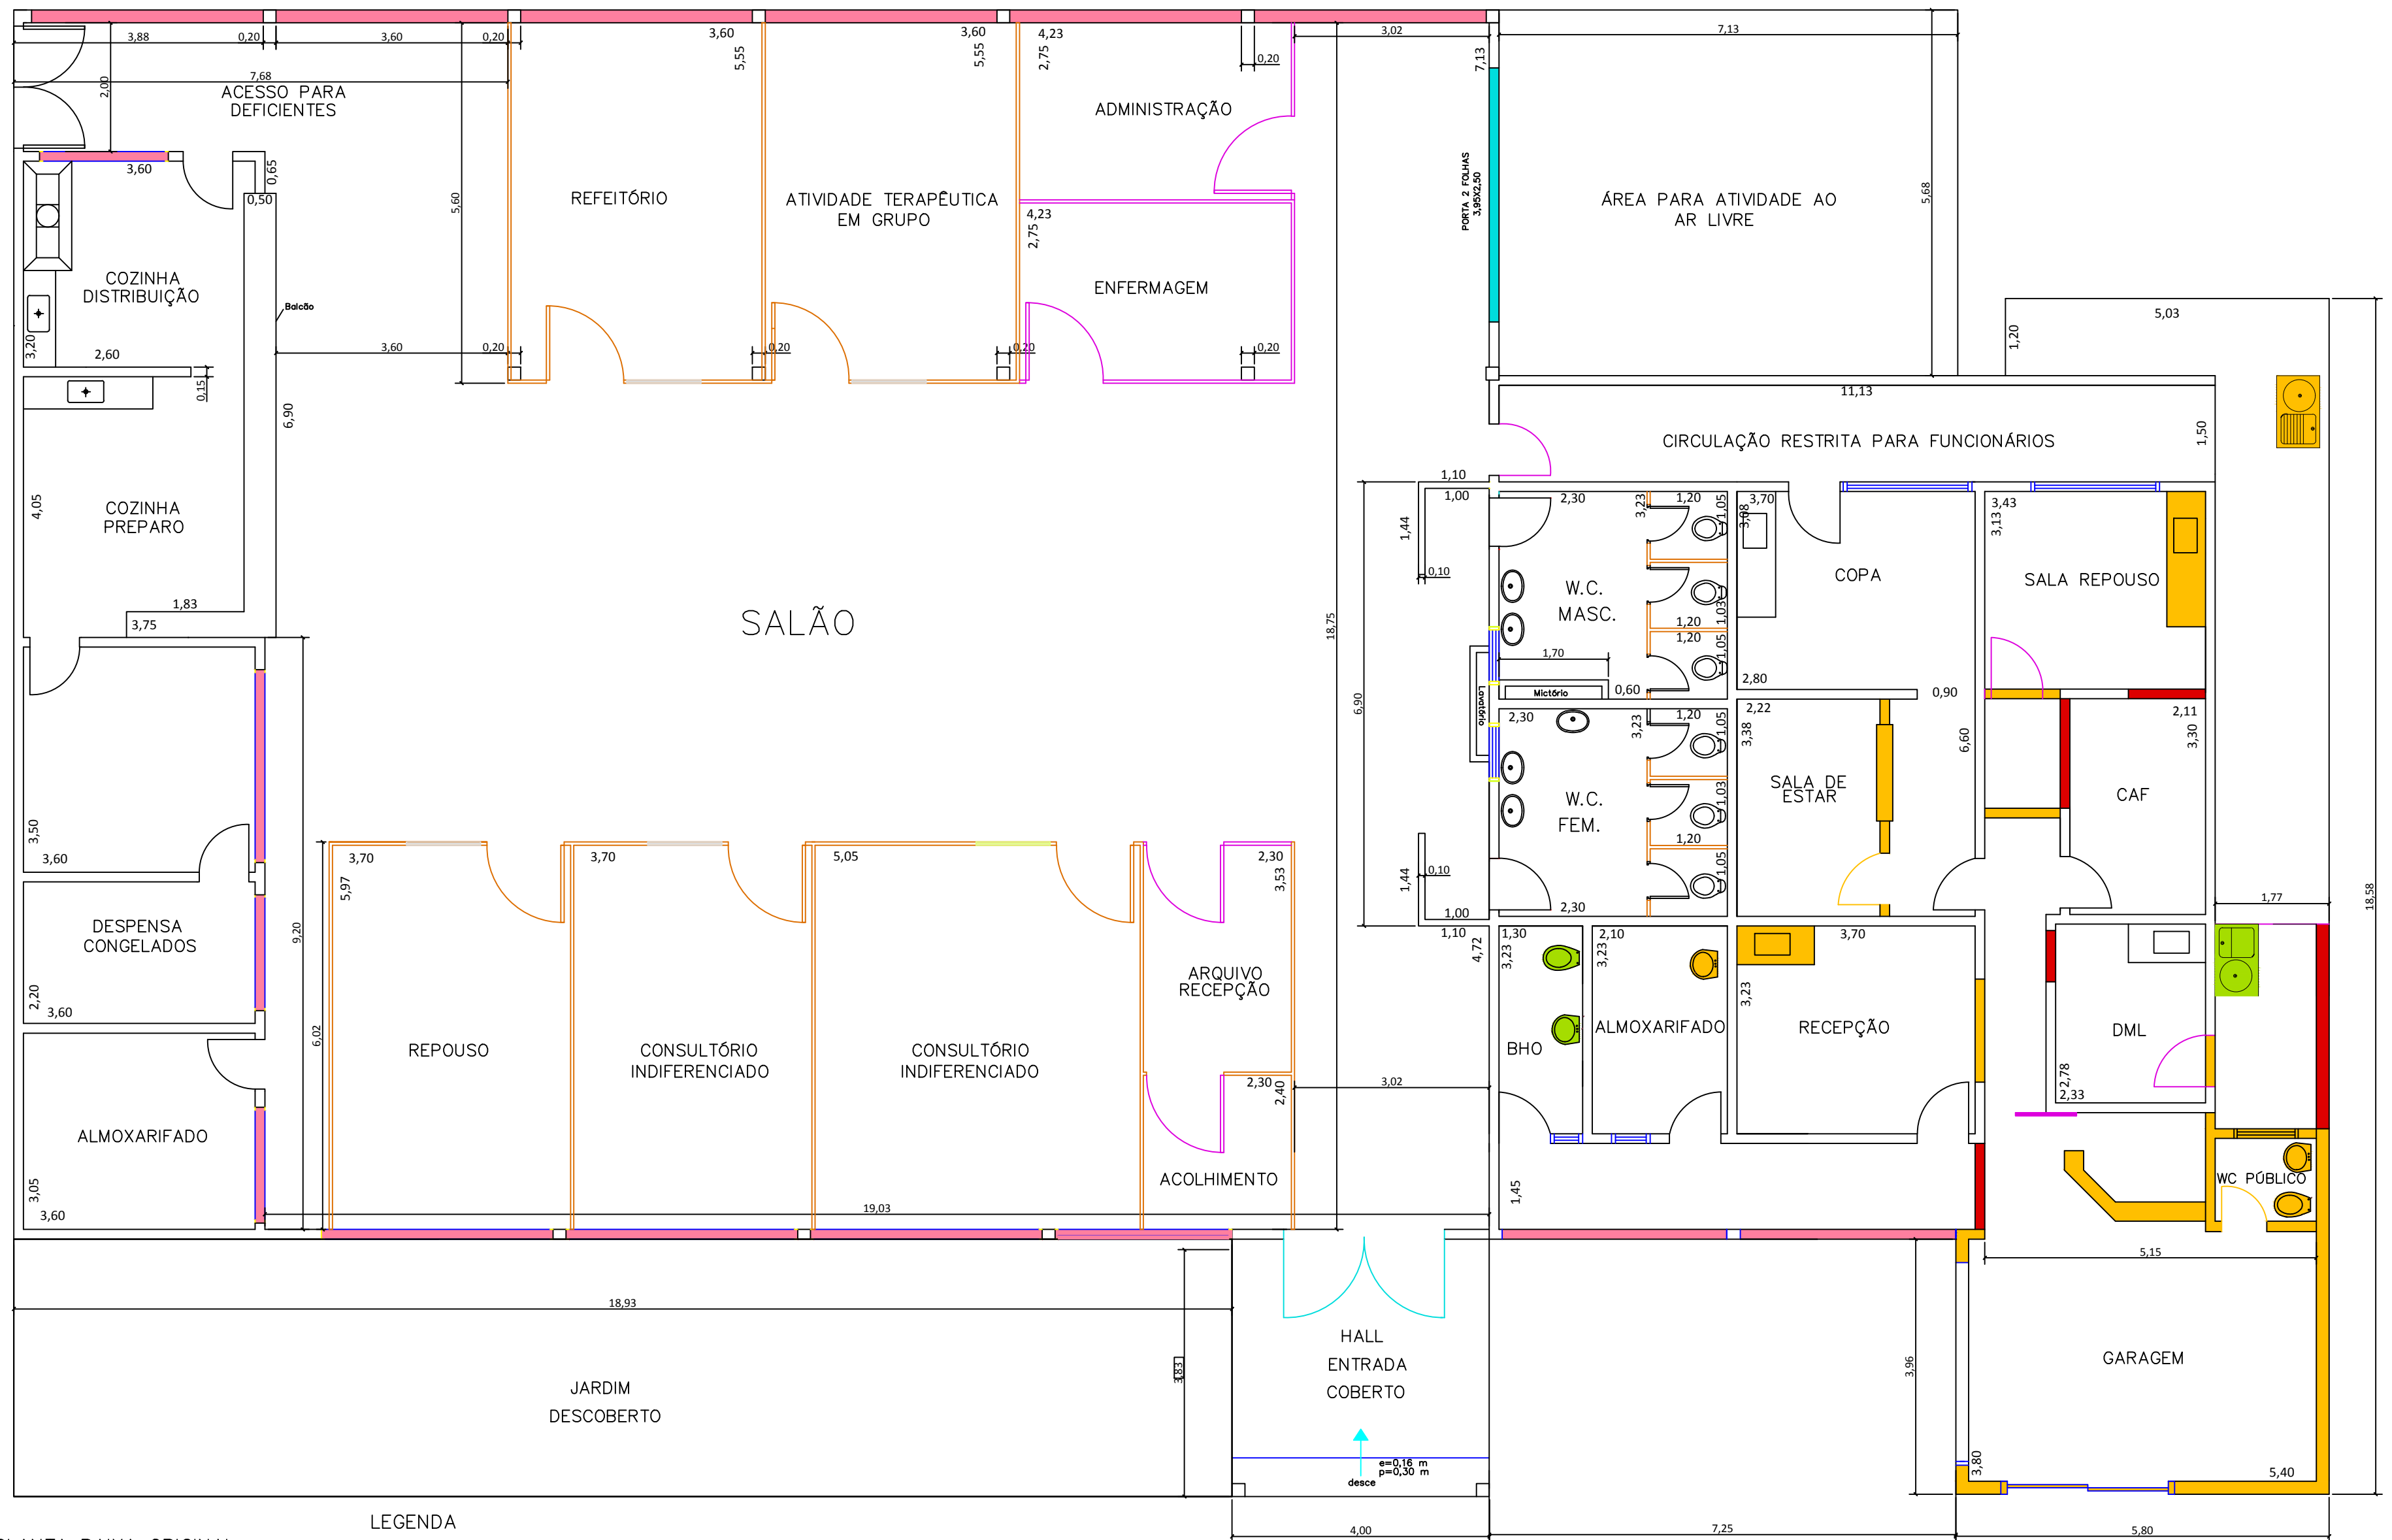 3,88
0,20
3,60
0,20
3,60
5,55
3,60
5,55
4,23
2,75
0,20
3,02
7,13
7,13
7,68
2,00
ACESSO PARA
DEFICIENTES
ADMINISTRAÇÃO
3,60
0,65
0,50
5,60
REFEITÓRIO
ATIVIDADE TERAPÊUTICA
EM GRUPO
4,23
2,75
PORTA 2 FOLHAS
3,95X2,50
ÁREA PARA ATIVIDADE AO
AR LIVRE
5,68
COZINHA
DISTRIBUIÇÃO
Balcão
ENFERMAGEM
5,03
1,20
3,20
2,60
3,60
0,20
0,20
0,20
0,20
0,15
6,90
11,13
CIRCULAÇÃO RESTRITA PARA FUNCIONÁRIOS
1,50
4,05
COZINHA
PREPARO
1,10
1,00
1,44
0,10
2,30
3,23
1,20
1,05
3,70
3,08
3,43
3,13
COPA
SALA REPOUSO
W.C.
MASC.
1,03
1,20
1,20
1,05
1,83
3,75
SALÃO
18,75
1,70
Mictório
0,60
2,80
0,90
6,90
Lavatório
2,30
3,23
1,20
1,05
2,22
3,38
6,60
2,11
3,30
SALA DE
ESTAR
CAF
W.C.
FEM.
1,03
1,20
1,05
3,50
3,60
3,70
5,97
3,70
5,05
2,30
3,53
1,44
0,10
1,00
1,10
2,30
1,77
18,58
DESPENSA
CONGELADOS
2,20
3,60
9,20
6,02
4,72
1,30
3,23
2,10
3,23
3,70
3,23
ARQUIVO
RECEPÇÃO
REPOUSO
CONSULTÓRIO
INDIFERENCIADO
CONSULTÓRIO
INDIFERENCIADO
BHO
ALMOXARIFADO
RECEPÇÃO
DML
2,78
2,33
2,30
2,40
3,02
ALMOXARIFADO
3,05
3,60
ACOLHIMENTO
1,45
WC PÚBLICO
19,03
5,15
18,93
3,83
HALL
ENTRADA
COBERTO
3,96
GARAGEM
JARDIM
DESCOBERTO
e=0,16 m
p=0,30 m
desce
3,80
5,40
LEGENDA
4,00
7,25
5,80